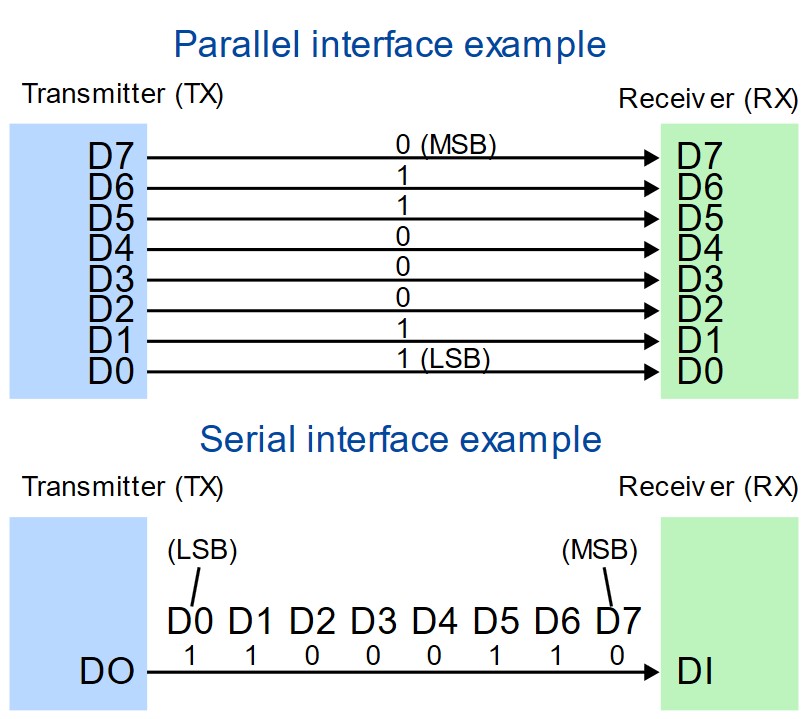 Parallel interface example
Transmitter (TX) Receiver (RX)
D7 0 (MSB) D7
D6 1 D6
D5 1 D5
D4 0 D4
D3 0 D3
D2 0 D2
D1 1 D1
D0 1 (LSB) D0
Serial interface example
Transmitter (TX) Receiver (RX)
(LSB) (MSB)
D0 D1 D2 D3 D4 D5 D6 D7
1 1 0 0 0 1 1 0
DO DI